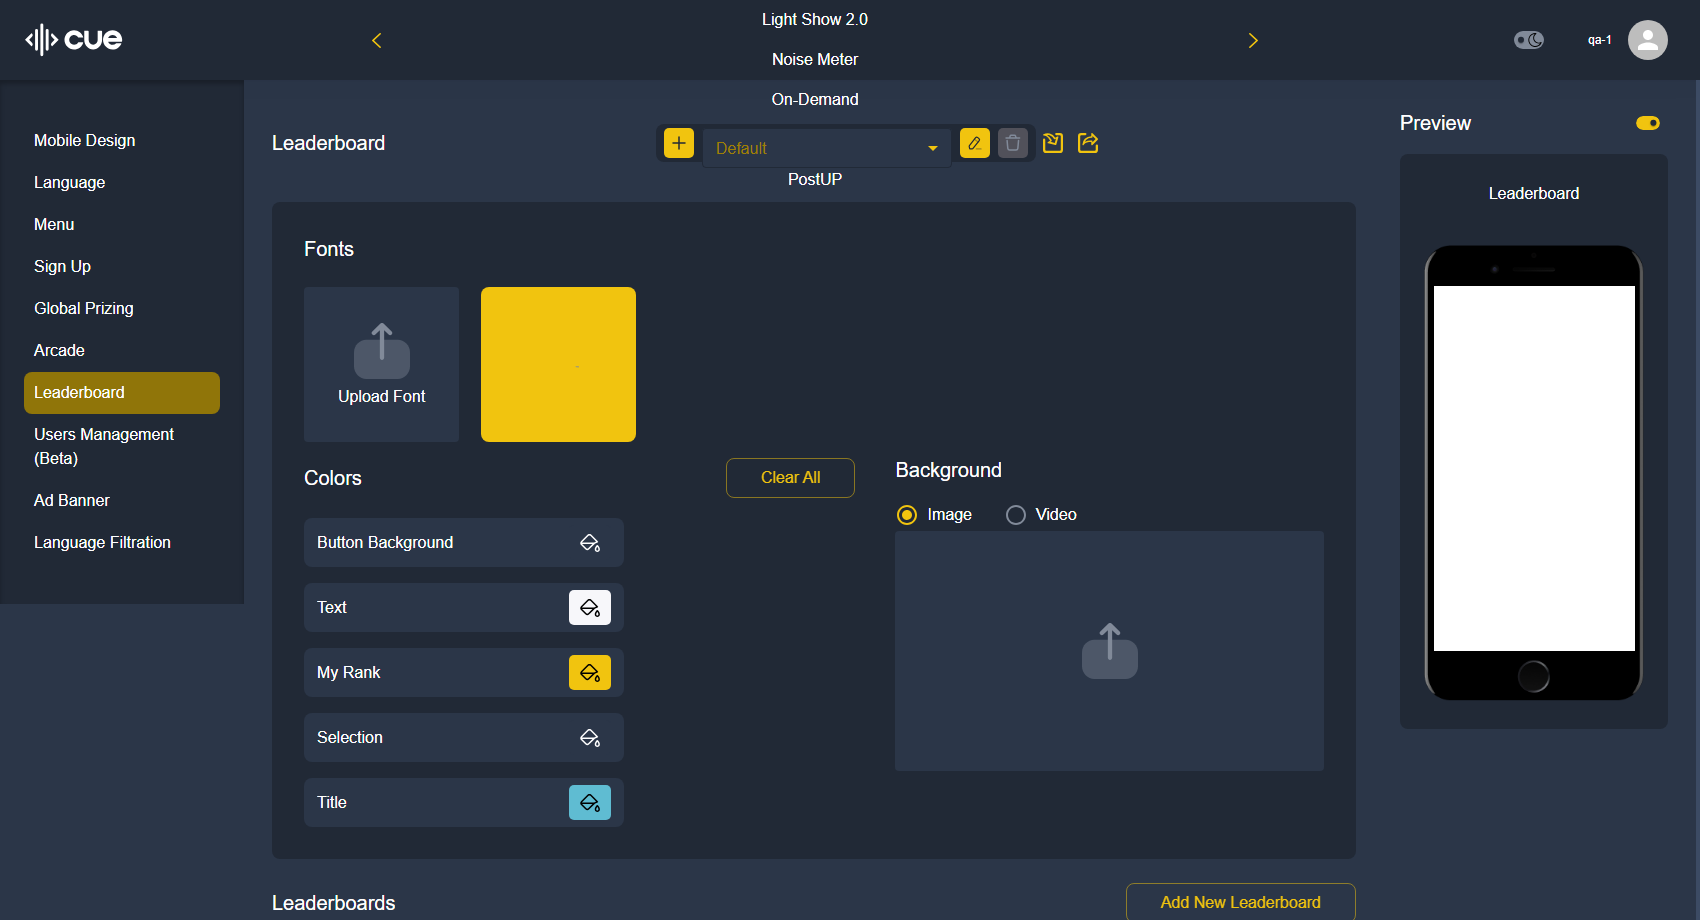 cue
Light Show 2.0
Noise Meter
On-Demand
PostUP
qa-1
Mobile Design
Language
Menu
Sign Up
Global Prizing
Arcade
Leaderboard
Users Management
(Beta)
Ad Banner
Language Filtration
Leaderboard
Default
Fonts
Upload Font
Colors
Clear All
Button Background
Text
My Rank
Selection
Title
Background
Image
Video
Leaderboards
Add New Leaderboard
Preview
Leaderboard